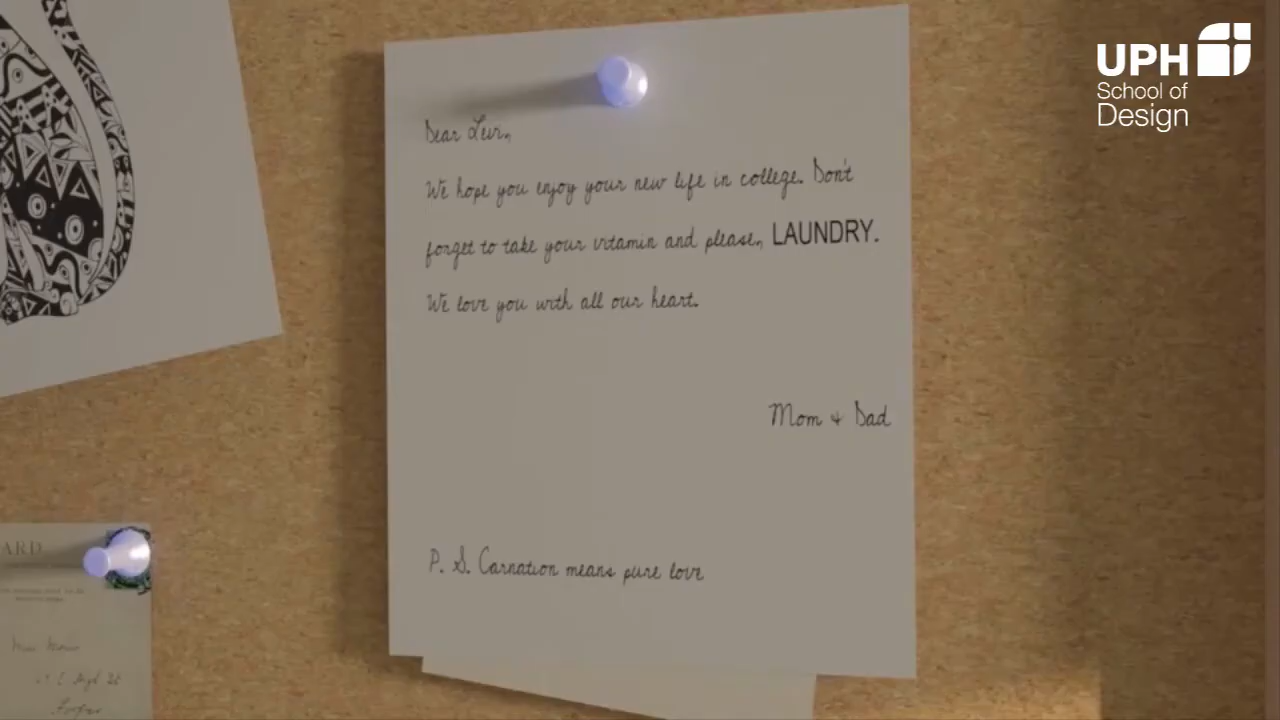 UPH
School of
Design
Dear Levi,
We hope you enjoy your new life in college. Don't
forget to take your vitamin and please, LAUNDRY.
We love you with all our heart.
Mom & Dad
P. S. Carnation means pure love
ARD